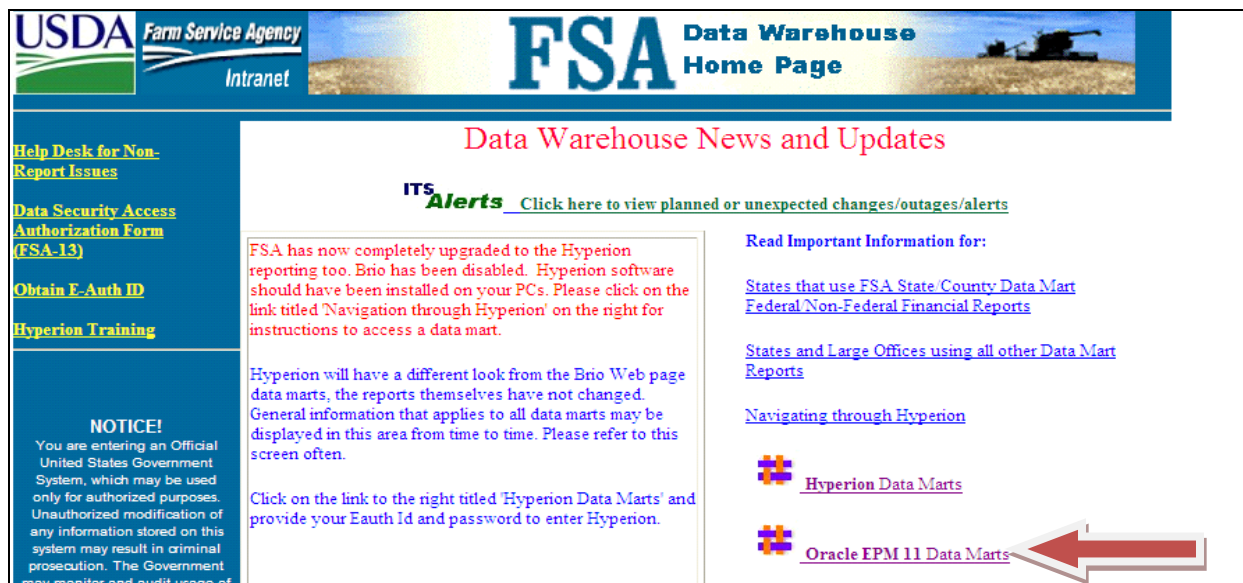 USDA Farm Service Agency
Intranet
FSA Data Warehouse
Home Page
Help Desk for Non-
Report Issues
Data Security Access
Authorization Form
(FSA-13)
Obtain E-Auth ID
Hyperion Training
NOTICE!
You are entering an Official
United States Government
System, which may be used
only for authorized purposes.
Unauthorized modification of
any information stored on this
system may result in criminal
prosecution. The Government
may monitor and audit usage of
Data Warehouse News and Updates
ITS Alerts Click here to view planned or unexpected changes/outages/alerts
FSA has now completely upgraded to the Hyperion
reporting too. Brio has been disabled. Hyperion software
should have been installed on your PCs. Please click on the
link titled 'Navigation through Hyperion' on the right for
instructions to access a data mart.
Hyperion will have a different look from the Brio Web page
data marts, the reports themselves have not changed.
General information that applies to all data marts may be
displayed in this area from time to time. Please refer to this
screen often.
Click on the link to the right titled 'Hyperion Data Marts' and
provide your Eauth Id and password to enter Hyperion.
Read Important Information for:
States that use FSA State/County Data Mart
Federal/Non-Federal Financial Reports
States and Large Offices using all other Data Mart
Reports
Navigating through Hyperion
Hyperion Data Marts
Oracle EPM 11 Data Marts